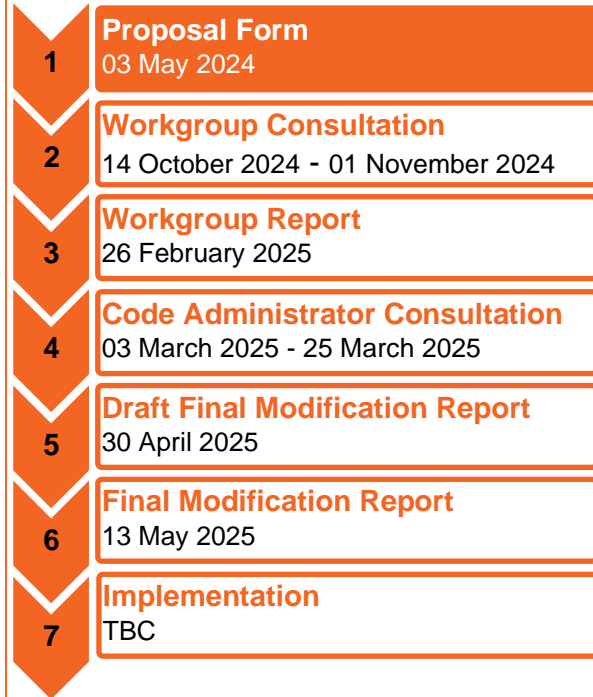 1
Proposal Form
03 May 2024
2
Workgroup Consultation
14 October 2024 - 01 November 2024
3
Workgroup Report
26 February 2025
4
Code Administrator Consultation
03 March 2025 - 25 March 2025
5
Draft Final Modification Report
30 April 2025
6
Final Modification Report
13 May 2025
7
Implementation
TBC